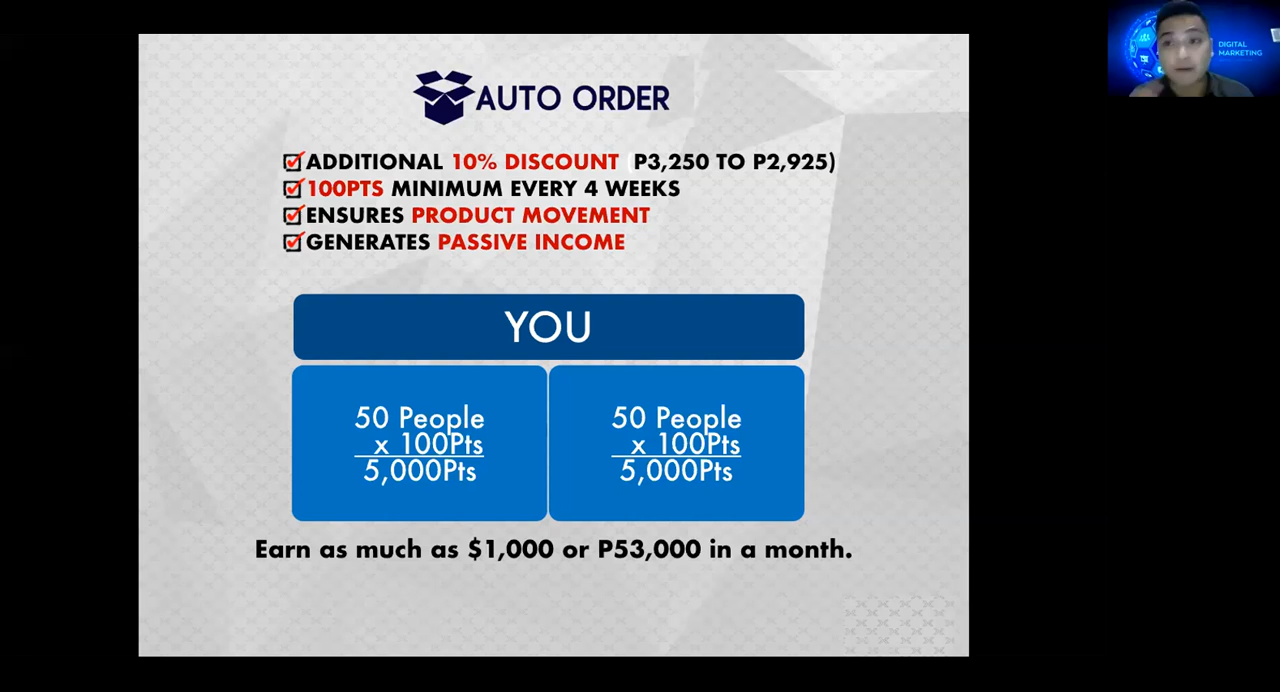 AUTO ORDER
ADDITIONAL 10% DISCOUNT (P3,250 TO P2,925)
100PTS MINIMUM EVERY 4 WEEKS
ENSURES PRODUCT MOVEMENT
GENERATES PASSIVE INCOME
YOU
50 People
x 100Pts
5,000Pts
50 People
x 100Pts
5,000Pts
Earn as much as $1,000 or P53,000 in a month.
DIGITAL
MARKETING